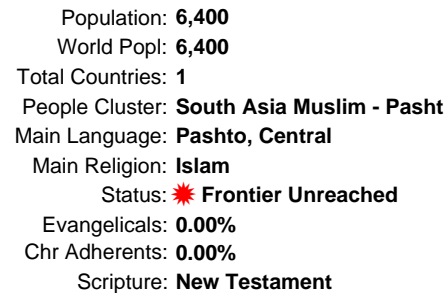 Population: 6,400
World Popl: 6,400
Total Countries: 1
People Cluster: South Asia Muslim - Pasht
Main Language: Pashto, Central
Main Religion: Islam
Status: Frontier Unreached
Evangelicals: 0.00%
Chr Adherents: 0.00%
Scripture: New Testament